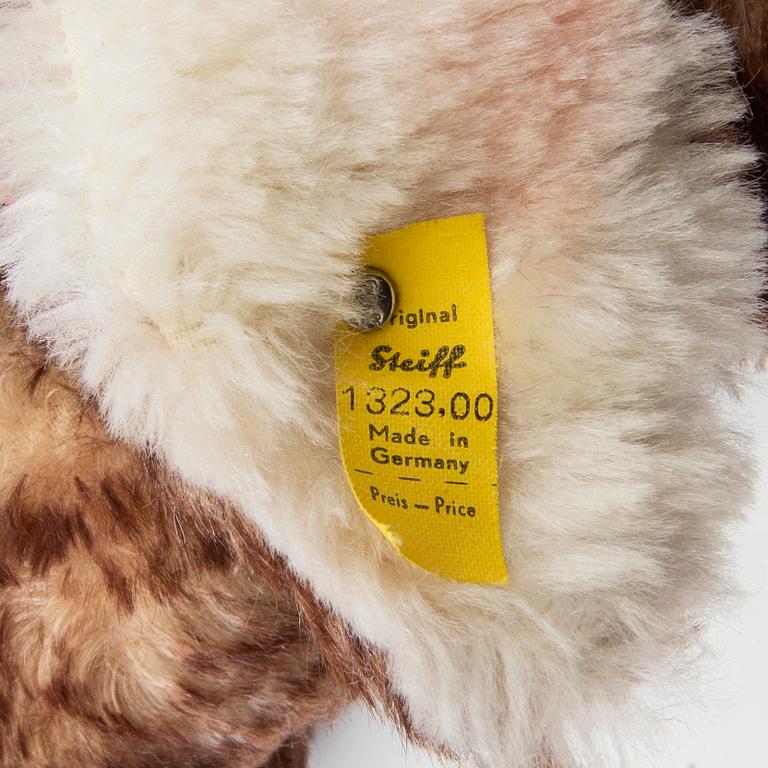 riginal
Steiff
1323,00
Made in
Germany
Preis – Price